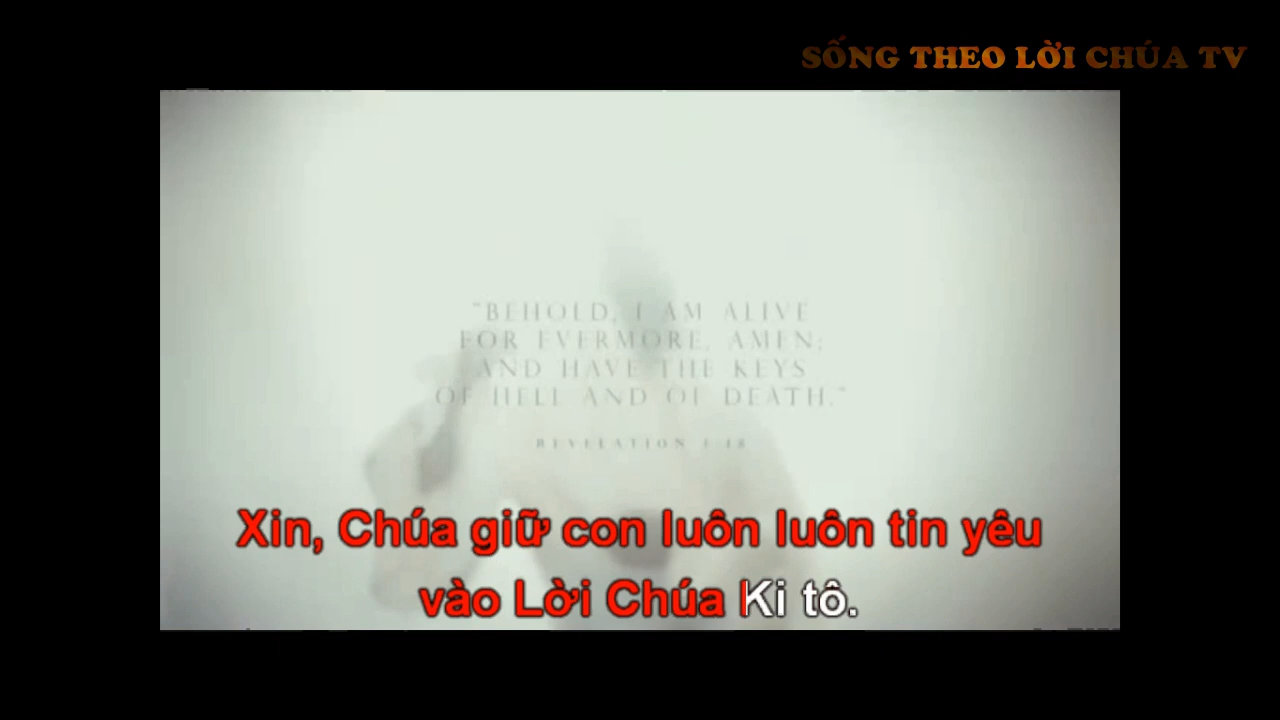 SỐNG THEO LỜI CHÚA TV
"BEHOLD, I AM ALIVE
FOR EVERMORE, AMEN;
AND HAVE THE KEYS
OF HELL AND OF DEATH."
REVELATION 1:18
Xin, Chúa giữ con luôn luôn tin yêu
vào Lời Chúa Ki tô.